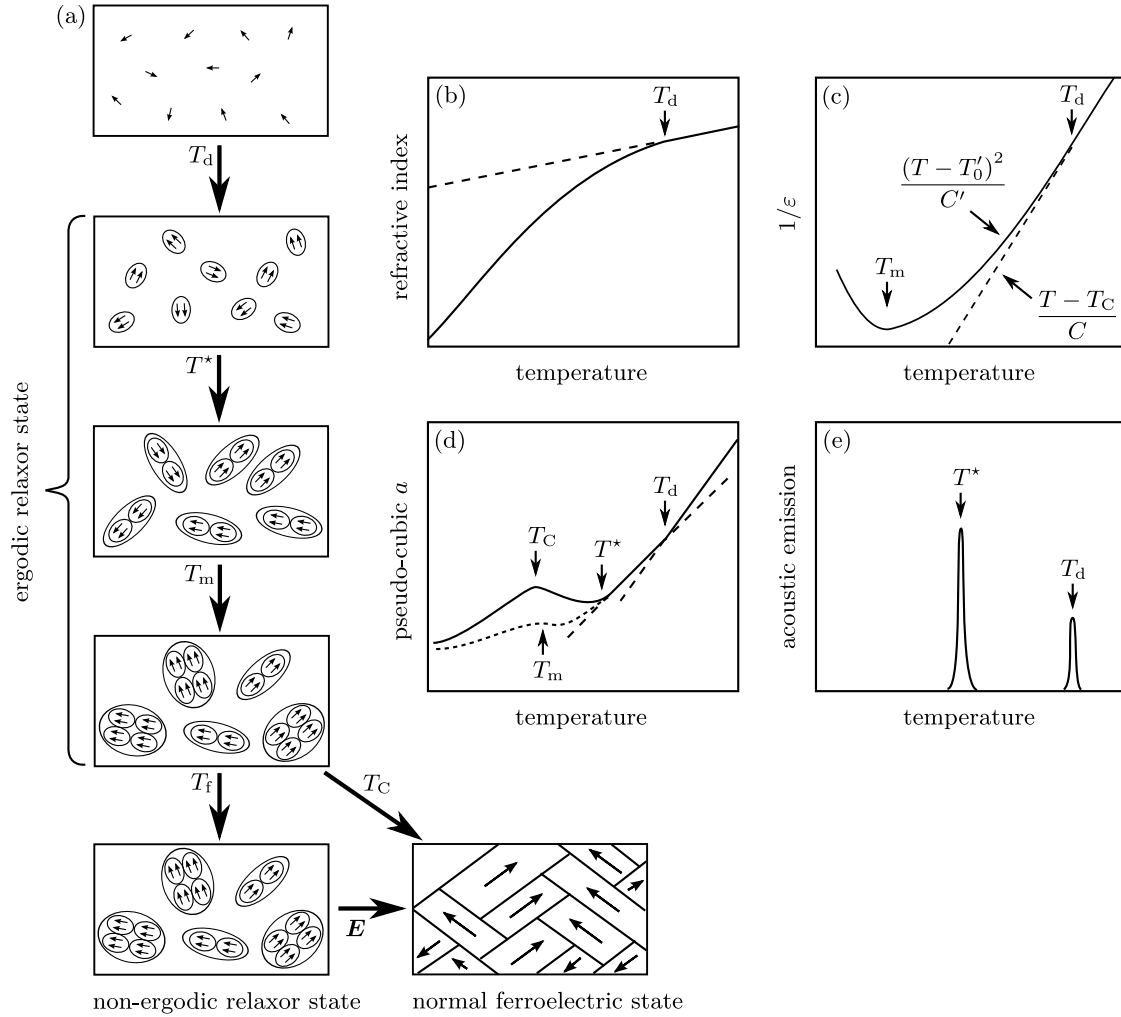 (a)
T_d
T*
T_m
T_f
T_C
E
ergodic relaxor state
non-ergodic relaxor state
normal ferroelectric state
(b)
T_d
refractive index
temperature
(c)
T_d
(T − T′_0)²
C′
T_m
T − T_C
C
1/ε
temperature
(d)
T_d
T_C
T*
T_m
pseudo-cubic a
temperature
(e)
T*
T_d
acoustic emission
temperature